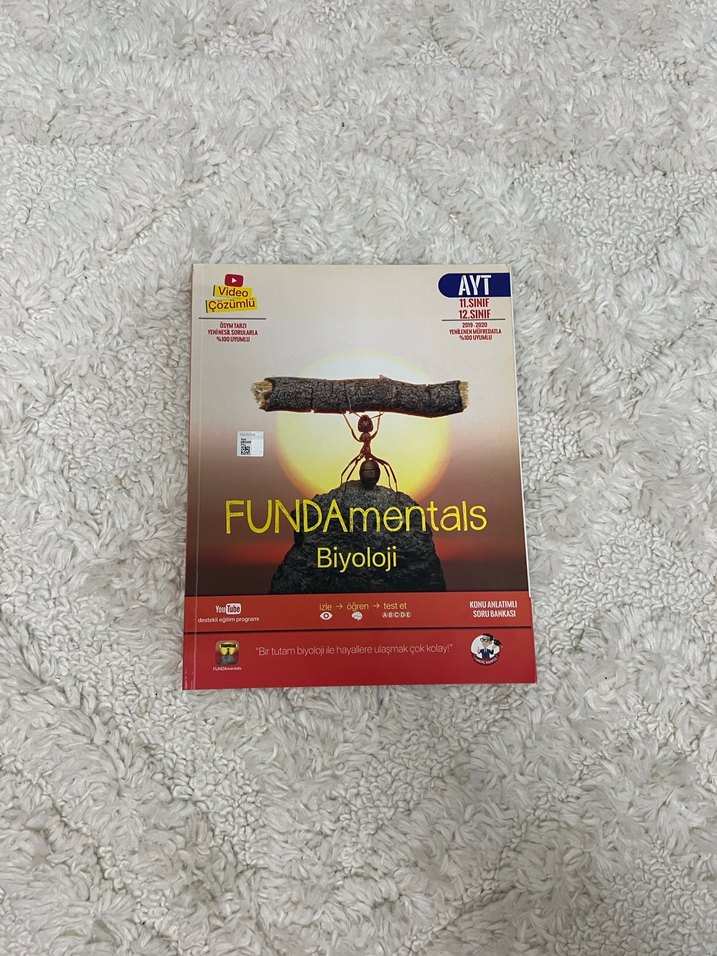 Video
Çözümlü
ÖSYM TARZI
YENİ NESİL SORULARLA
%100 UYUMLU
AYT
11.SINIF
12.SINIF
2019 - 2020
YENİLENEN MÜFREDATLA
%100 UYUMLU
FUNDAmentals
Biyoloji
YouTube
destekli eğitim programı
izle → öğren → test et
A B C D E
KONU ANLATIMLI
SORU BANKASI
FUNDAmentals
"Bir tutam biyoloji ile hayallere ulaşmak çok kolay!"